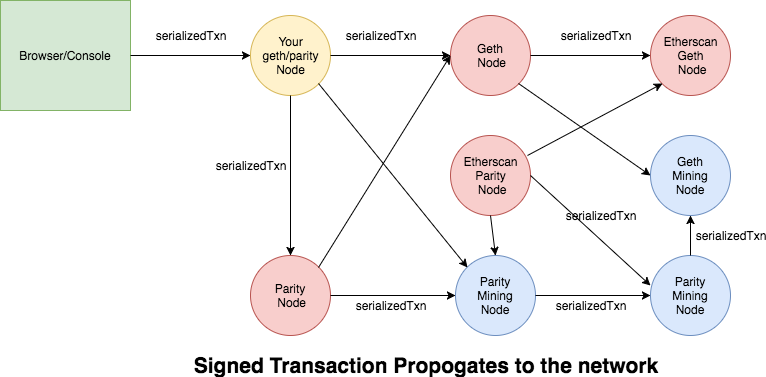 serializedTxn
serializedTxn
serializedTxn
Browser/Console
Your
geth/parity
Node
Geth
Node
Etherscan
Geth
Node
serializedTxn
Etherscan
Parity
Node
Geth
Mining
Node
serializedTxn
serializedTxn
Parity
Node
Parity
Mining
Node
Parity
Mining
Node
serializedTxn
serializedTxn
Signed Transaction Propogates to the network